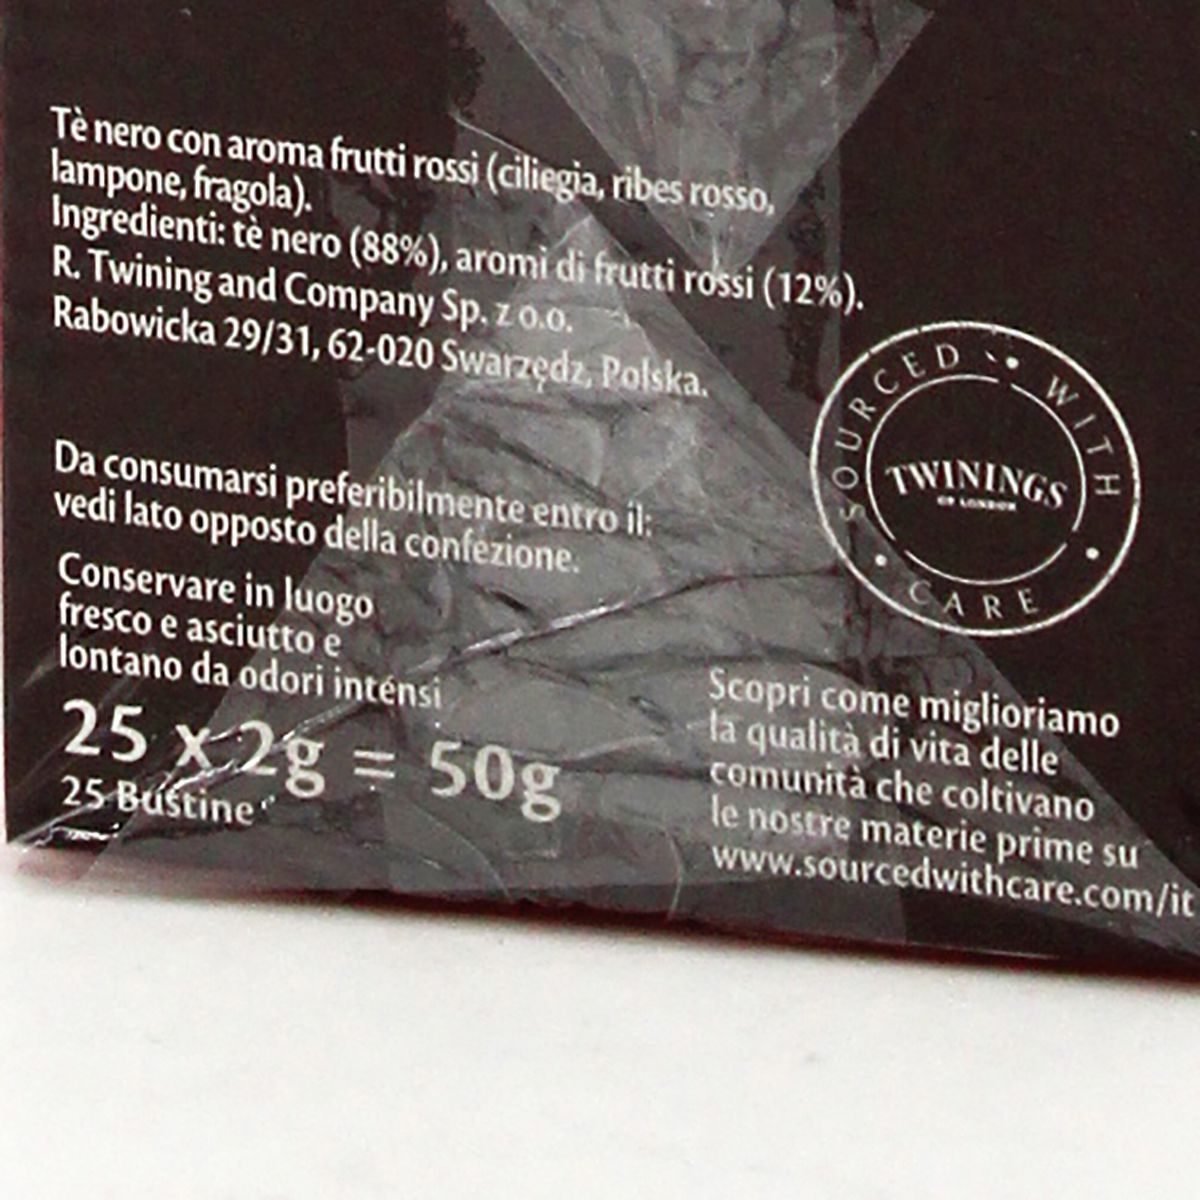 Tè nero con aroma frutti rossi (ciliegia, ribes rosso,
lampone, fragola).
Ingredienti: tè nero (88%), aromi di frutti rossi (12%).
R. Twining and Company Sp. z o.o.
Rabowicka 29/31, 62-020 Swarzędz, Polska.
Da consumarsi preferibilmente entro il:
vedi lato opposto della confezione.
Conservare in luogo
fresco e asciutto e
lontano da odori intensi
25 x 2g = 50g
25 Bustine
SOURCED WITH CARE
TWININGS
OF LONDON
Scopri come miglioriamo
la qualità di vita delle
comunità che coltivano
le nostre materie prime su
www.sourcedwithcare.com/it